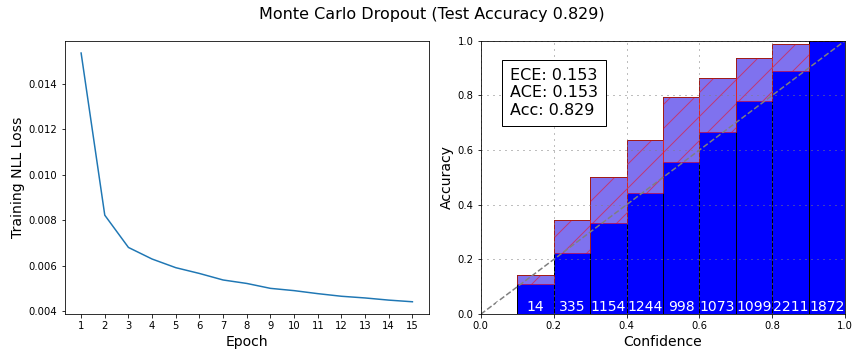 Monte Carlo Dropout (Test Accuracy 0.829)
Training NLL Loss
0.014
0.012
0.010
0.008
0.006
0.004
1 2 3 4 5 6 7 8 9 10 11 12 13 14 15
Epoch
Accuracy
1.0
0.8
0.6
0.4
0.2
0.0
ECE: 0.153
ACE: 0.153
Acc: 0.829
14 335 1154 1244 998 1073 1099 2211 1872
0.0 0.2 0.4 0.6 0.8 1.0
Confidence